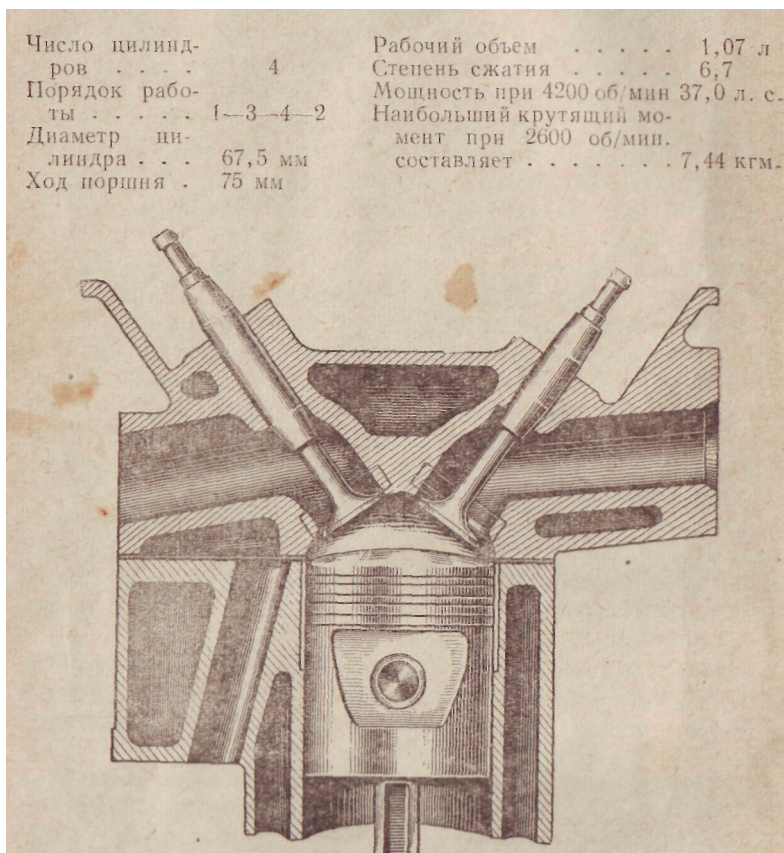 Число цилинд-
ров . . . . 4
Порядок рабо-
ты . . . . . 1—3—4—2
Диаметр ци-
линдра . . . 67,5 мм
Ход поршня . 75 мм
Рабочий объем . . . . . 1,07 л
Степень сжатия . . . . . 6,7
Мощность при 4200 об/мин 37,0 л. с.
Наибольший крутящий мо-
мент при 2600 об/мин.
составляет . . . . . . . 7,44 кгм.